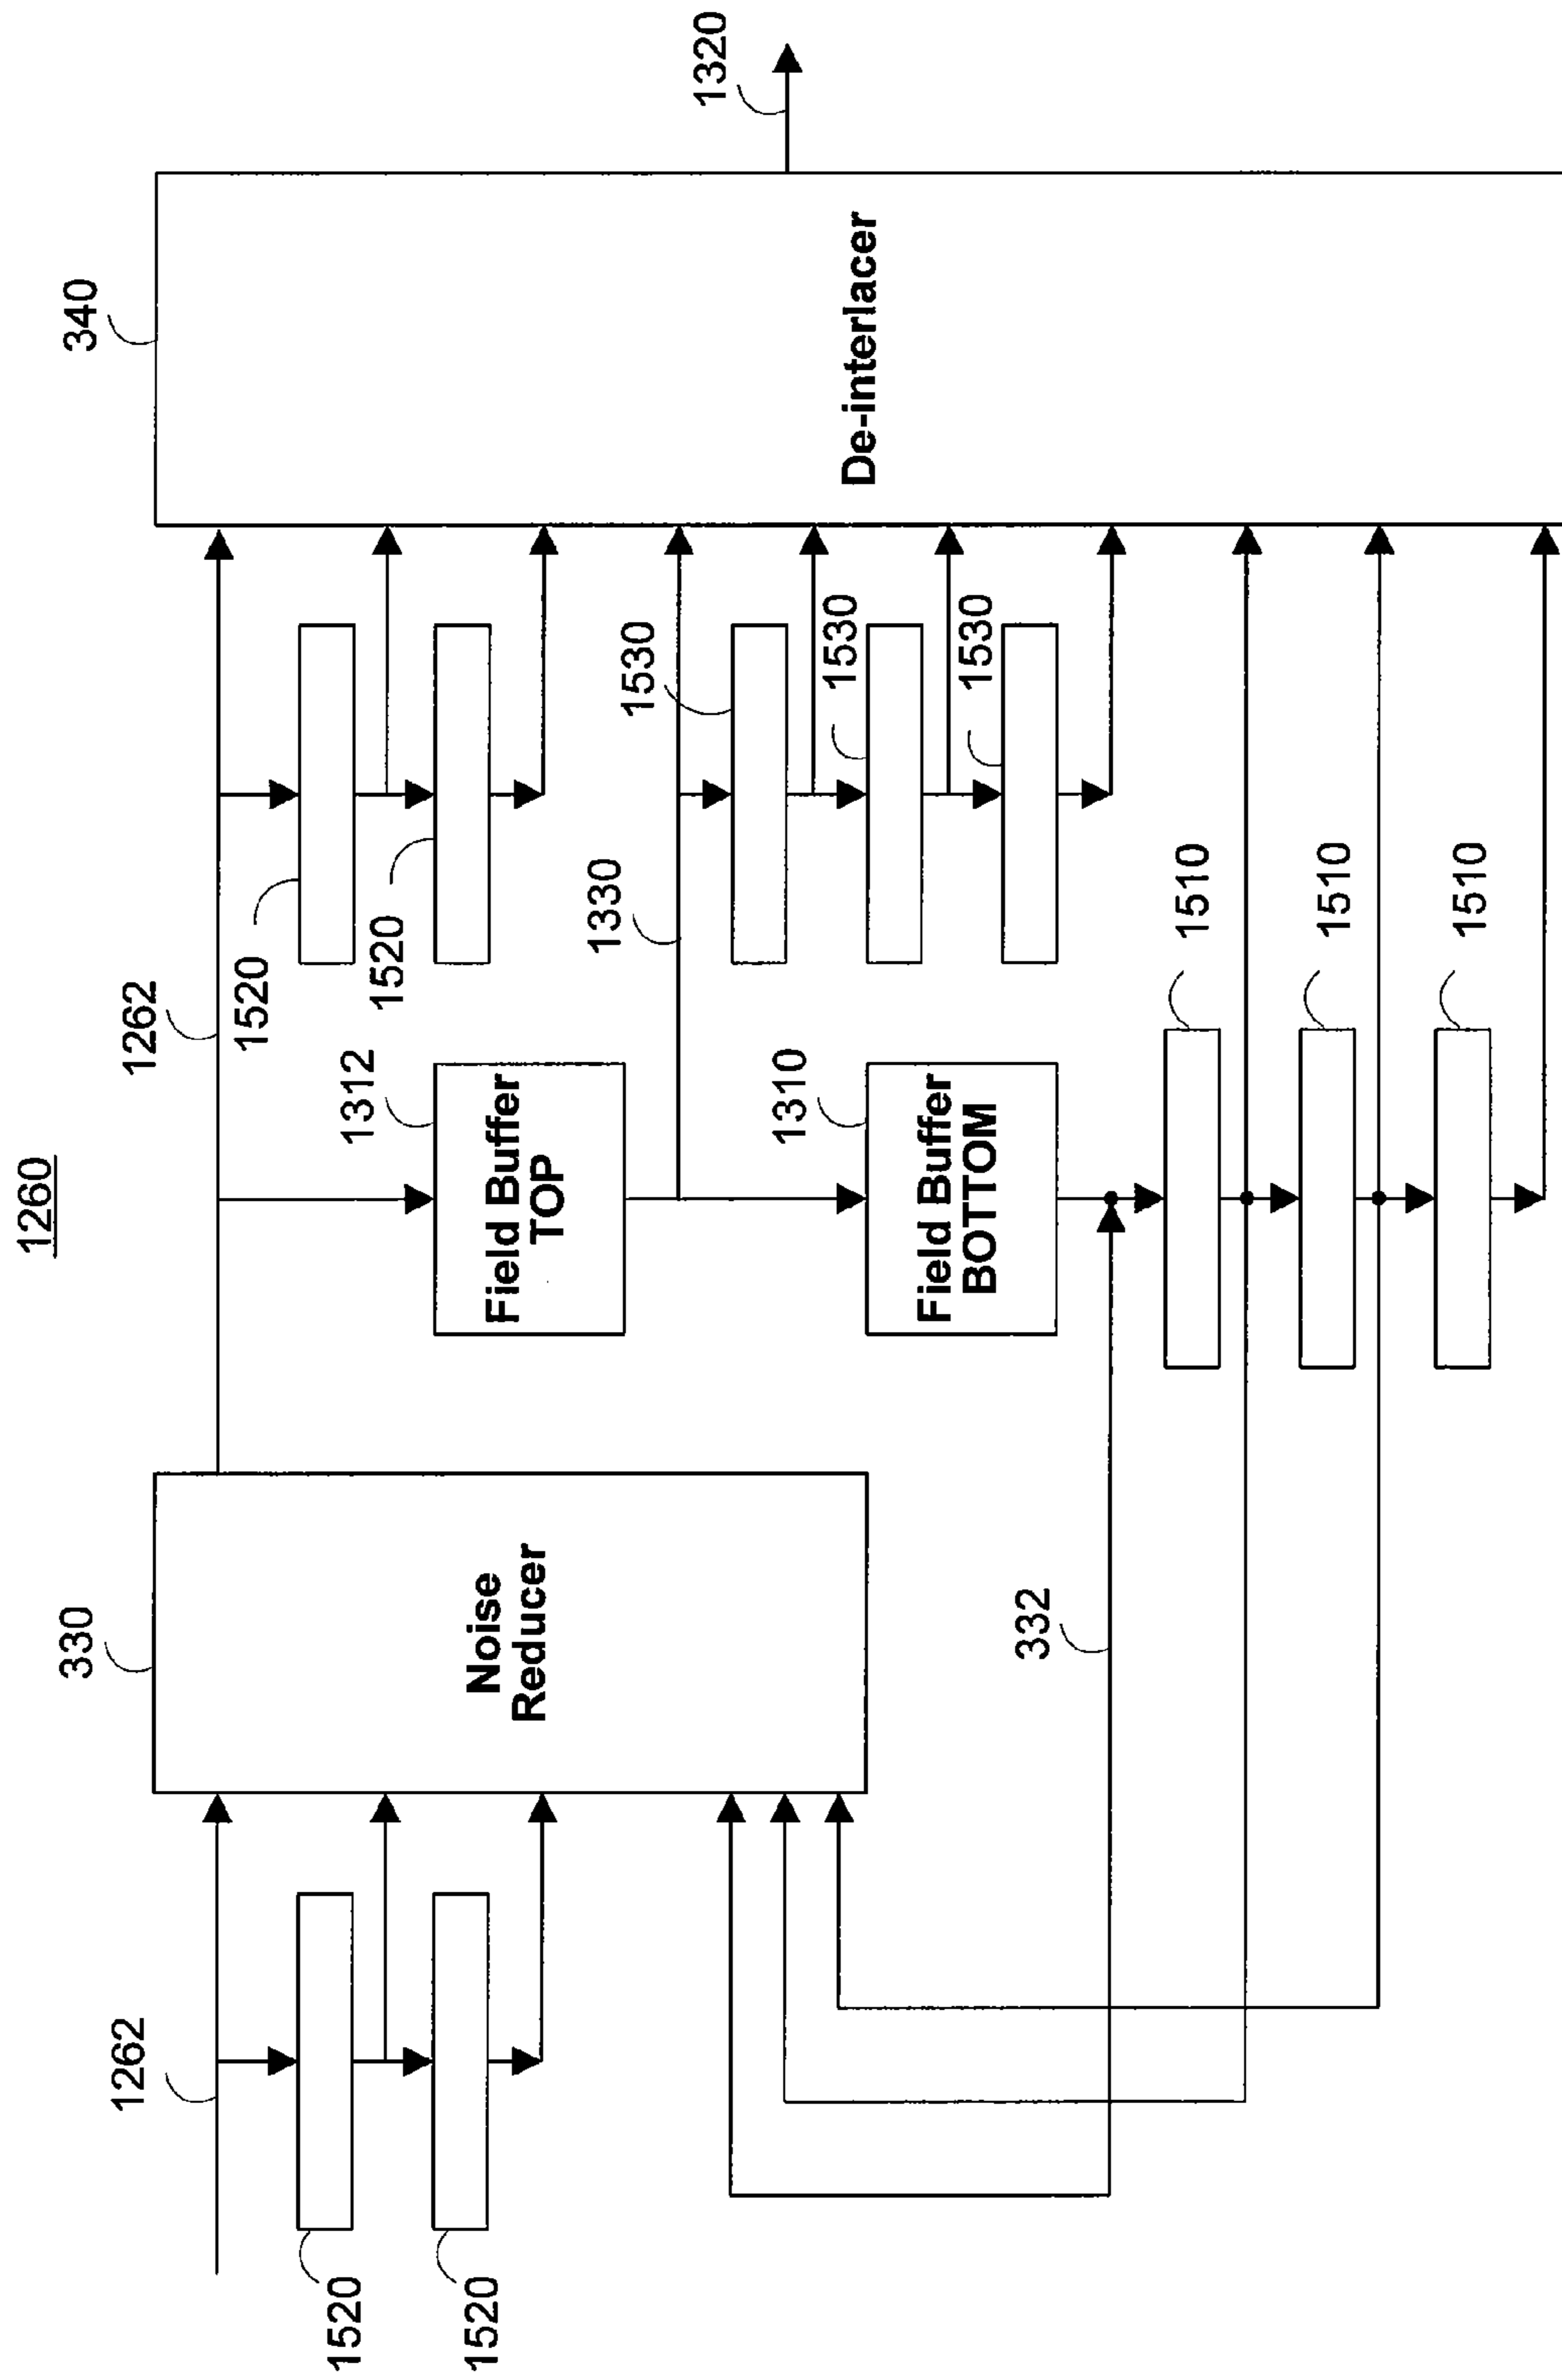 1260
330
Noise
Reducer
1262
1520
1520
332
1262
1520
1520
1312
Field Buffer
TOP
1330
1310
Field Buffer
BOTTOM
1530
1530
1530
1510
1510
1510
340
De-interlacer
1320